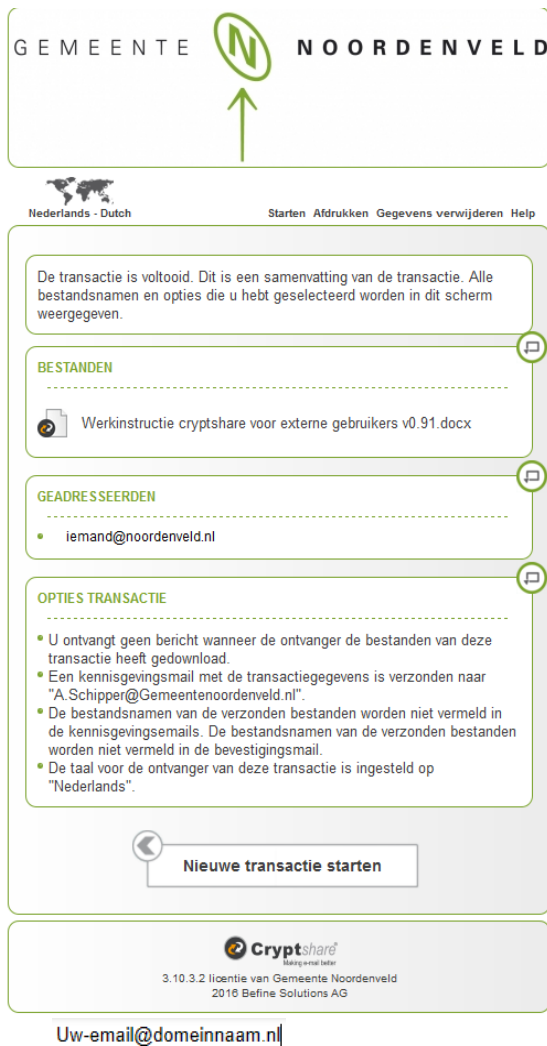 GEMEENTE N NOORDENVELD
Nederlands - Dutch
Starten Afdrukken Gegevens verwijderen Help
De transactie is voltooid. Dit is een samenvatting van de transactie. Alle
bestandsnamen en opties die u hebt geselecteerd worden in dit scherm
weergegeven.
BESTANDEN
Werkinstructie cryptshare voor externe gebruikers v0.91.docx
GEADRESSEERDEN
iemand@noordenveld.nl
OPTIES TRANSACTIE
U ontvangt geen bericht wanneer de ontvanger de bestanden van deze
transactie heeft gedownload.
Een kennisgevingsmail met de transactiegegevens is verzonden naar
"A.Schipper@Gemeentenoordenveld.nl".
De bestandsnamen van de verzonden bestanden worden niet vermeld in
de kennisgevingsemails. De bestandsnamen van de verzonden bestanden
worden niet vermeld in de bevestigingsmail.
De taal voor de ontvanger van deze transactie is ingesteld op
"Nederlands".
Nieuwe transactie starten
Cryptshare®
Making e-mail better
3.10.3.2 licentie van Gemeente Noordenveld
2016 Befine Solutions AG
Uw-email@domeinnaam.nl